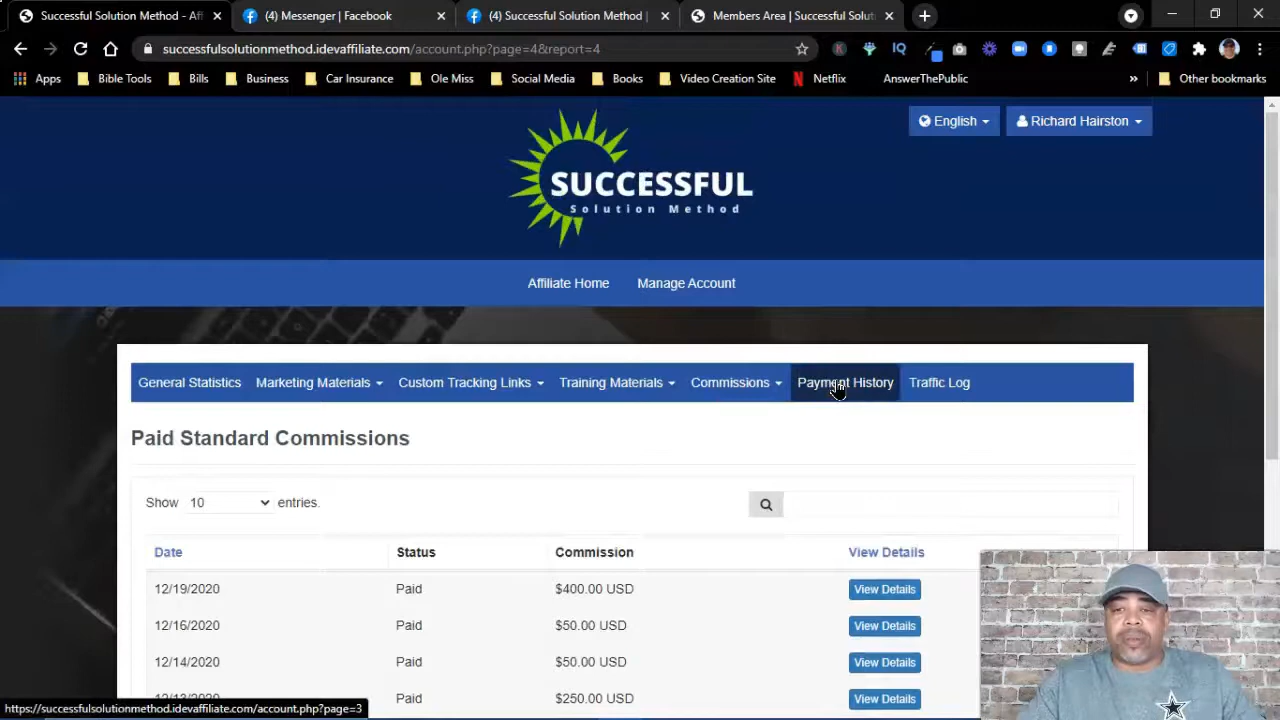 Successful Solution Method - Aff
(4) Messenger | Facebook
(4) Successful Solution Method |
Members Area | Successful Solut
successfulsolutionmethod.idevaffiliate.com/account.php?page=4&report=4
Apps
Bible Tools
Bills
Business
Car Insurance
Ole Miss
Social Media
Books
Video Creation Site
Netflix
AnswerThePublic
»
Other bookmarks
English
Richard Hairston
SUCCESSFUL
Solution Method
Affiliate Home
Manage Account
General Statistics
Marketing Materials
Custom Tracking Links
Training Materials
Commissions
Payment History
Traffic Log
Paid Standard Commissions
Show 10 entries.
Date Status Commission View Details
12/19/2020 Paid $400.00 USD View Details
12/16/2020 Paid $50.00 USD View Details
12/14/2020 Paid $50.00 USD View Details
12/13/2020 Paid $250.00 USD View Details
https://successfulsolutionmethod.idevaffiliate.com/account.php?page=3